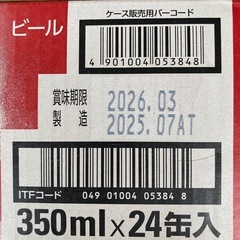 ビール
ケース販売用バーコード
4 901004 053848
賞味期限 2026.03
製造 2025.07AT
ITFコード 049 01004 05384 8
350ml×24缶入